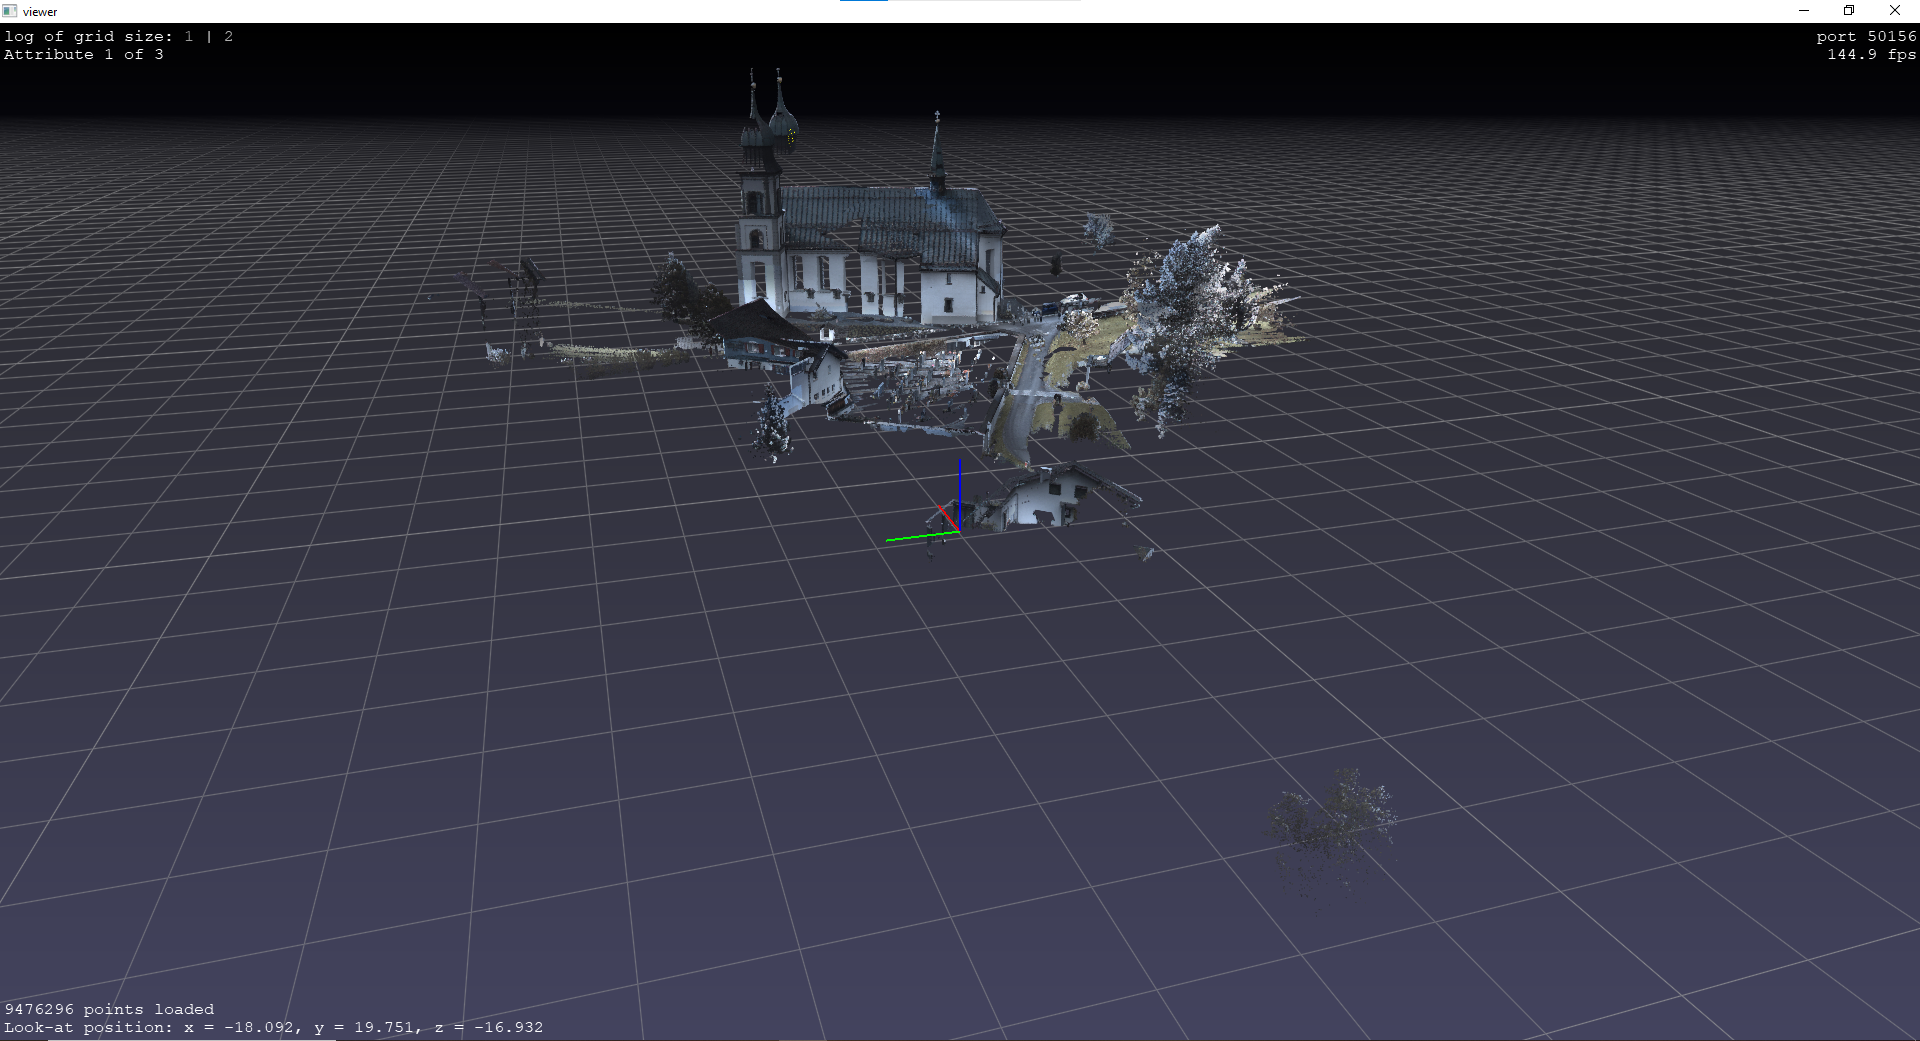 viewer
log of grid size: 1 | 2
Attribute 1 of 3
port 50156
144.9 fps
9476296 points loaded
Look-at position: x = -18.092, y = 19.751, z = -16.932